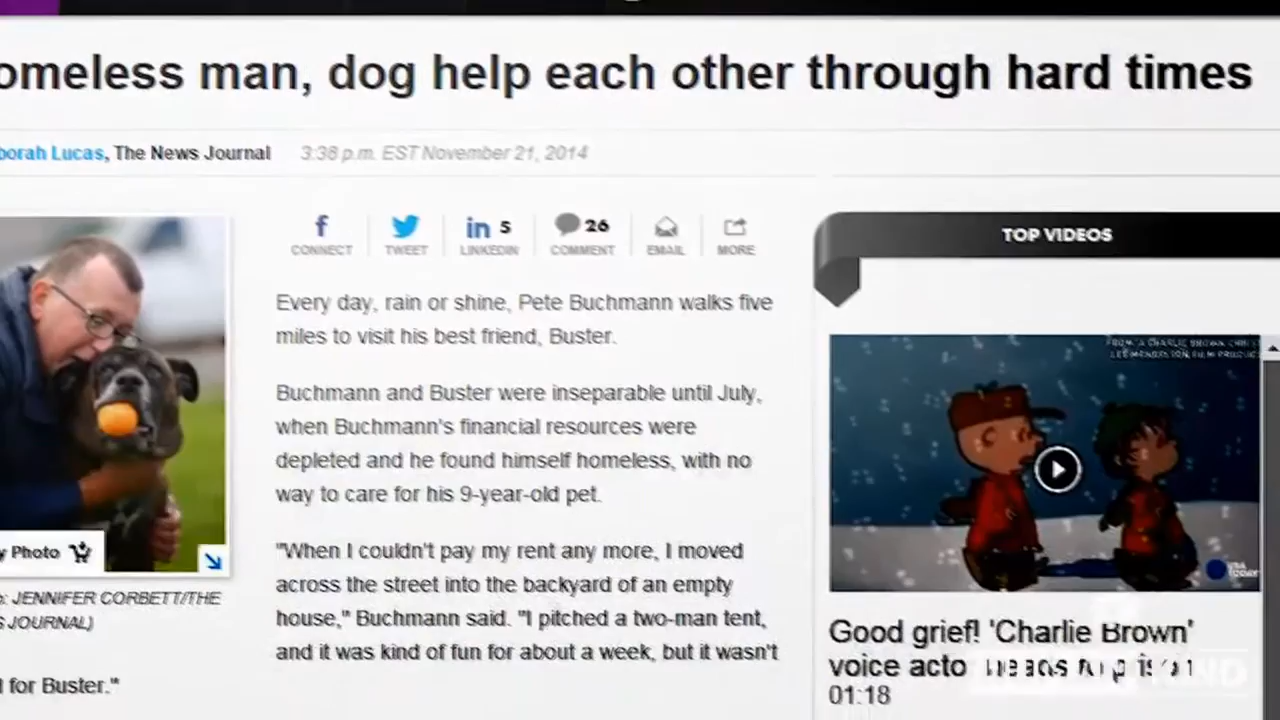 omeless man, dog help each other through hard times
borah Lucas, The News Journal 3:38 p.m. EST November 21, 2014
f
CONNECT
TWEET
in 5
LINKEDIN
26
COMMENT
EMAIL
MORE
TOP VIDEOS
Every day, rain or shine, Pete Buchmann walks five
miles to visit his best friend, Buster.
Buchmann and Buster were inseparable until July,
when Buchmann's financial resources were
depleted and he found himself homeless, with no
way to care for his 9-year-old pet.
"When I couldn't pay my rent any more, I moved
across the street into the backyard of an empty
house," Buchmann said. "I pitched a two-man tent,
and it was kind of fun for about a week, but it wasn't
y Photo
: JENNIFER CORBETT/THE
S JOURNAL)
l for Buster."
FROM 'A CHARLIE BROWN
USA TODAY
Good grief! 'Charlie Brown'
voice acto
01:18